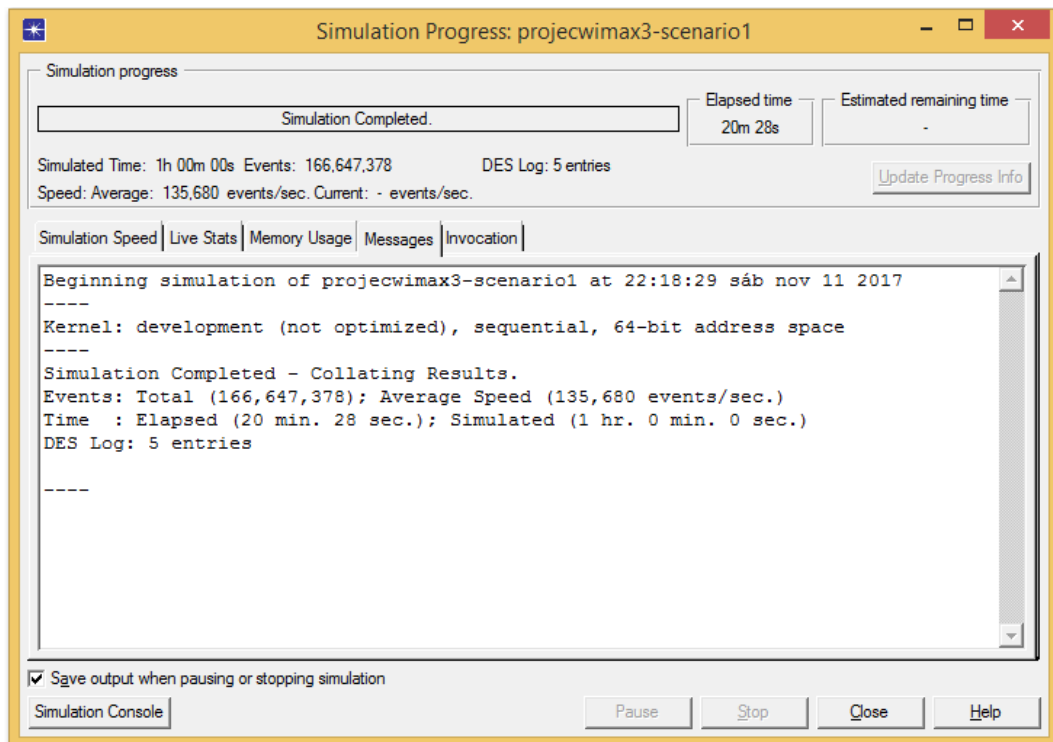 Simulation Progress: projecwimax3-scenario1
Simulation progress
Simulation Completed.
Elapsed time
20m 28s
Estimated remaining time
-
Simulated Time: 1h 00m 00s Events: 166,647,378 DES Log: 5 entries
Speed: Average: 135,680 events/sec. Current: - events/sec.
Update Progress Info
Simulation Speed Live Stats Memory Usage Messages Invocation
Beginning simulation of projecwimax3-scenario1 at 22:18:29 sáb nov 11 2017
----
Kernel: development (not optimized), sequential, 64-bit address space
----
Simulation Completed - Collating Results.
Events: Total (166,647,378); Average Speed (135,680 events/sec.)
Time : Elapsed (20 min. 28 sec.); Simulated (1 hr. 0 min. 0 sec.)
DES Log: 5 entries
----
Save output when pausing or stopping simulation
Simulation Console Pause Stop Close Help